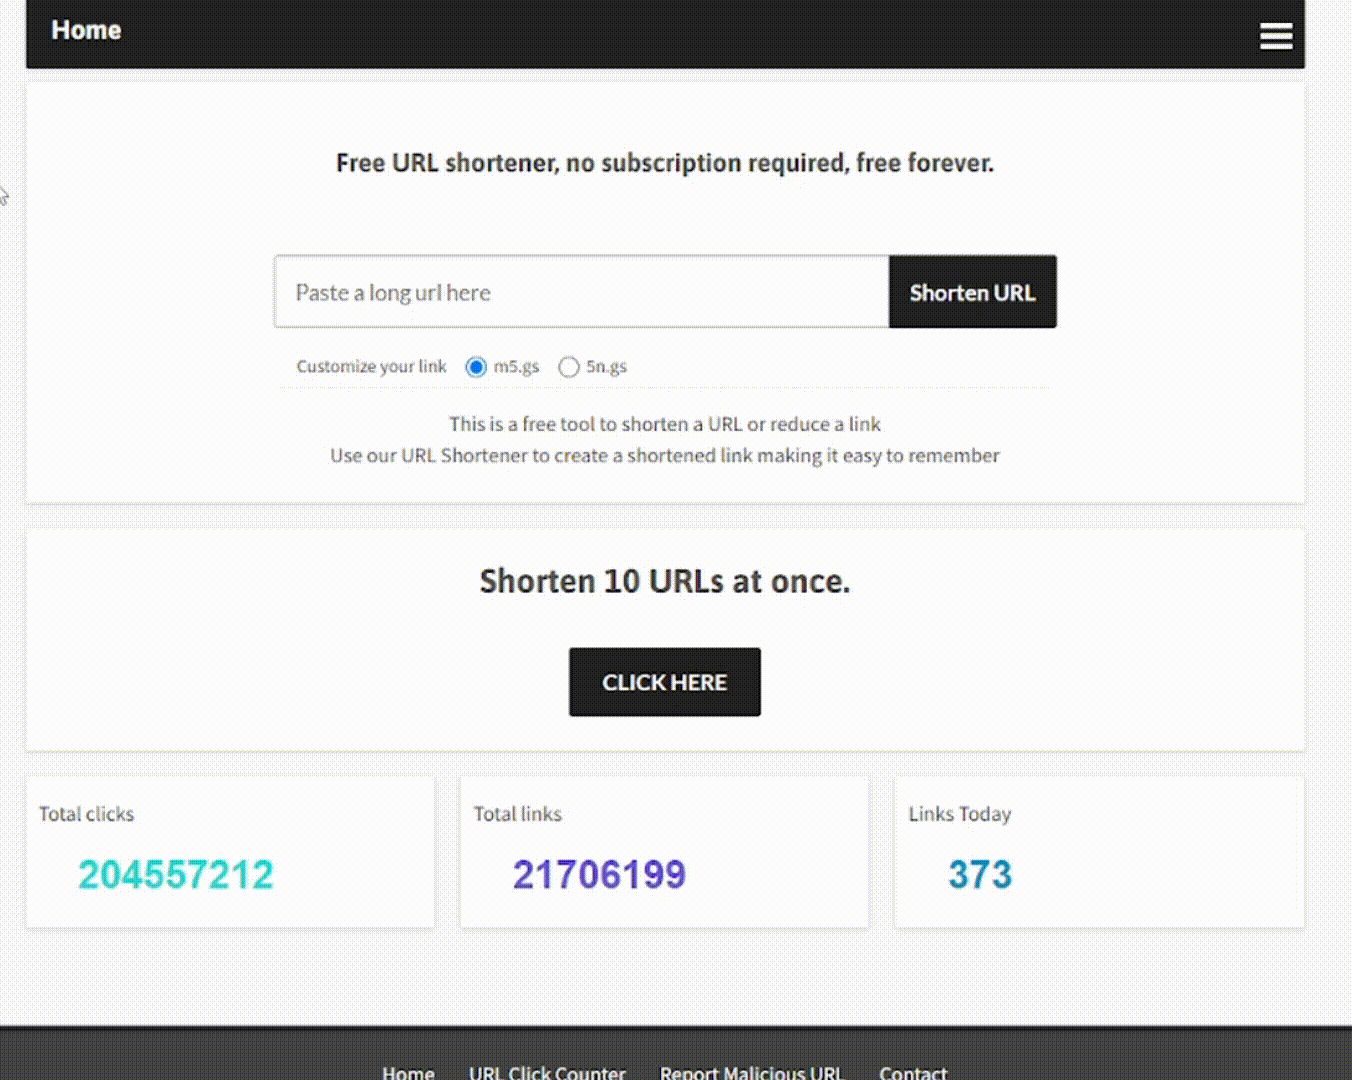 Home
Free URL shortener, no subscription required, free forever.
Paste a long url here
Shorten URL
Customize your link m5.gs 5n.gs
This is a free tool to shorten a URL or reduce a link
Use our URL Shortener to create a shortened link making it easy to remember
Shorten 10 URLs at once.
CLICK HERE
Total clicks
204557212
Total links
21706199
Links Today
373
Home URL Click Counter Report Malicious URL Contact